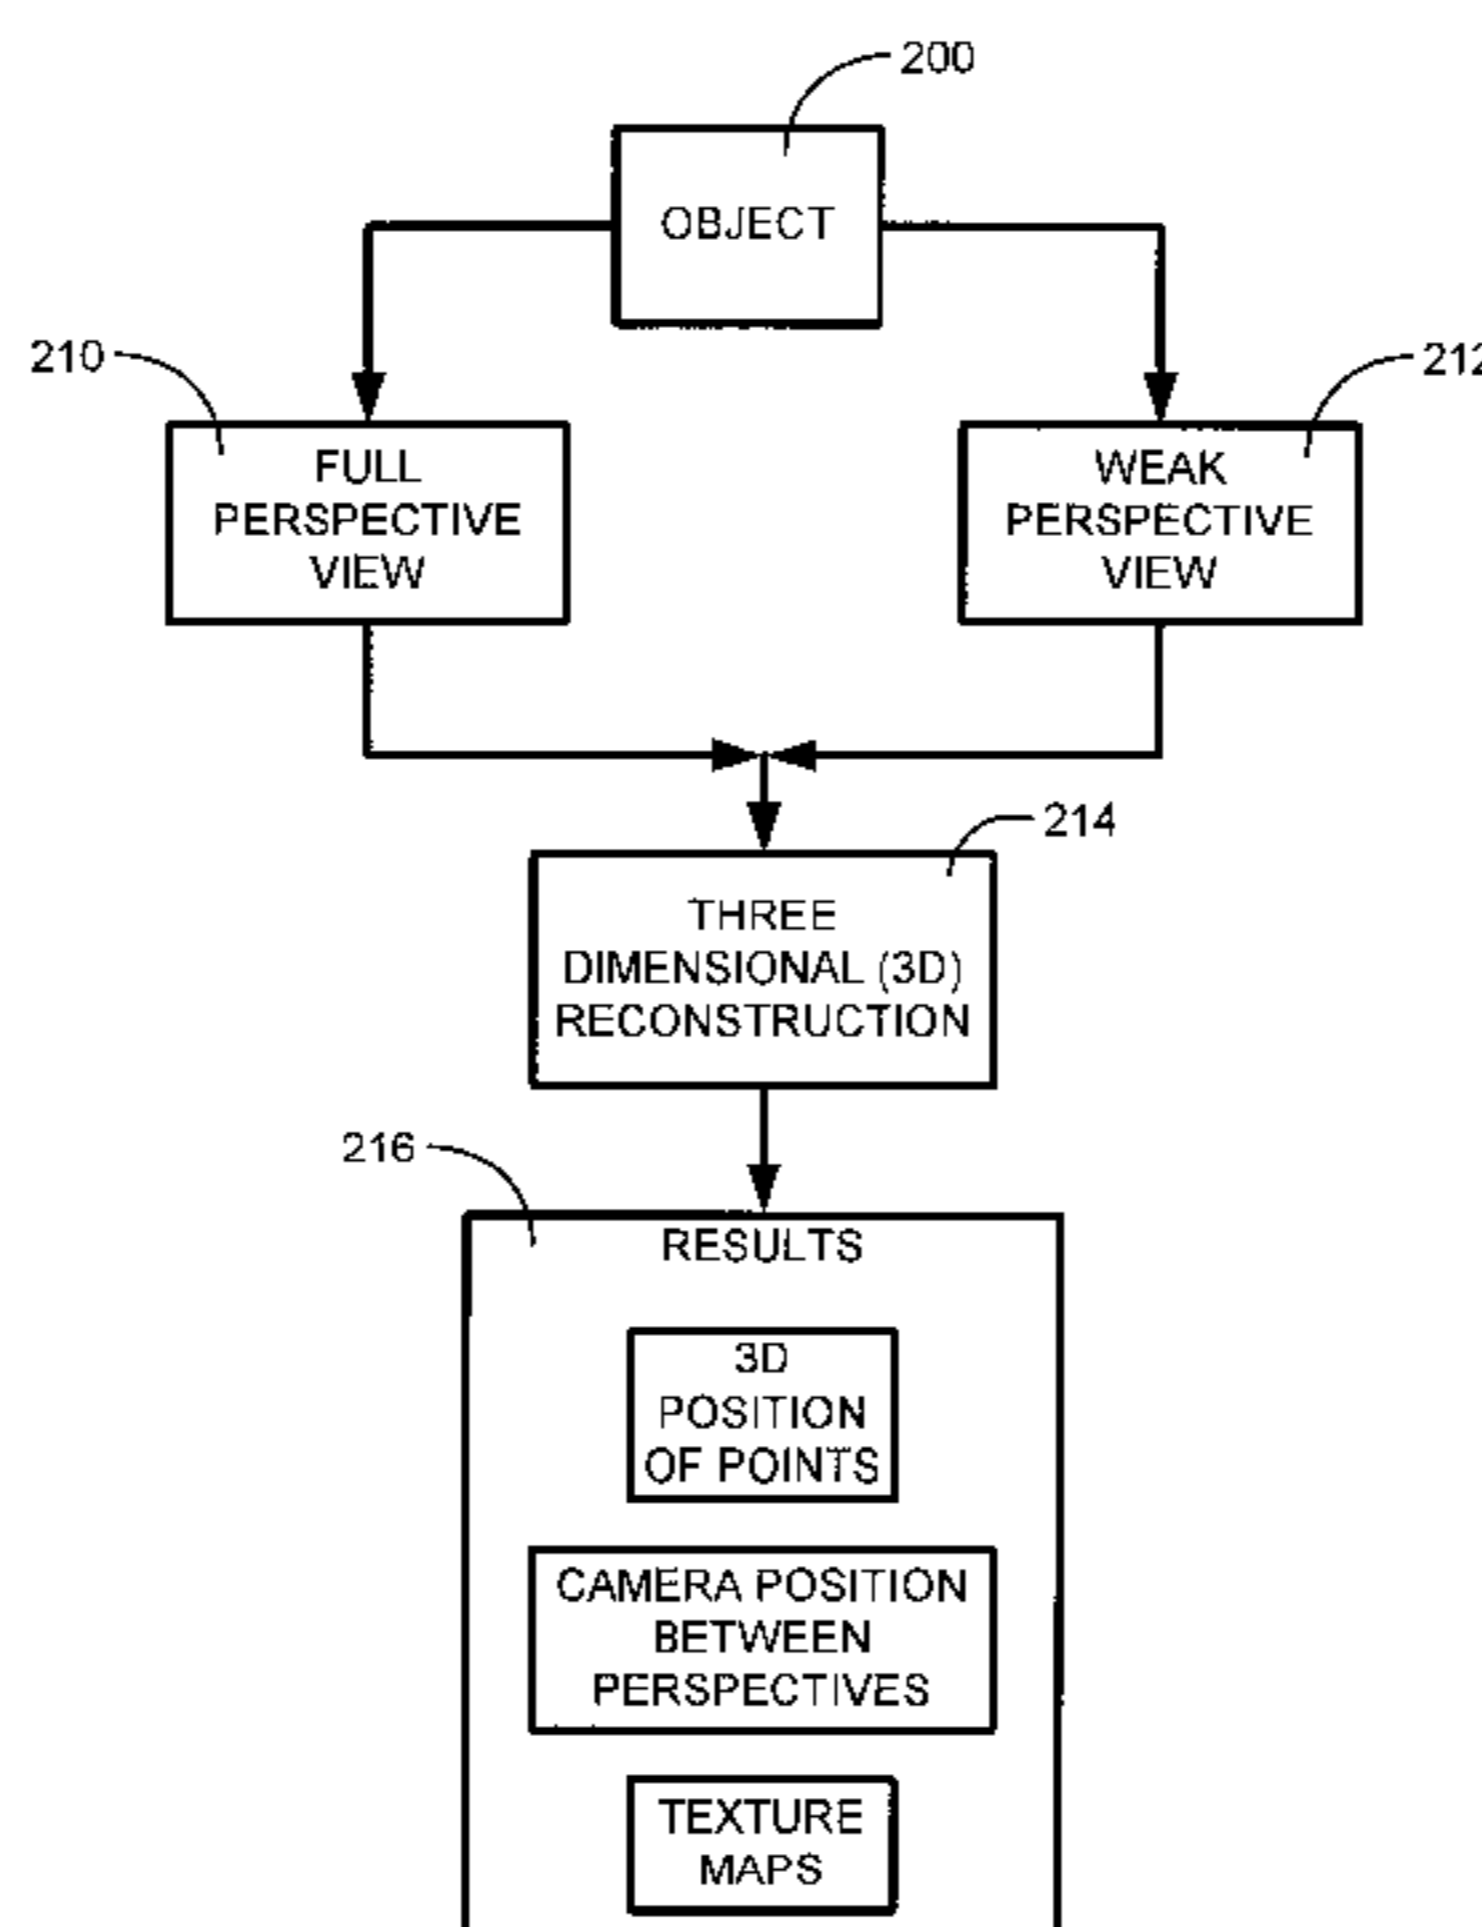 200
OBJECT
210
212
FULL
PERSPECTIVE
VIEW
WEAK
PERSPECTIVE
VIEW
214
THREE
DIMENSIONAL (3D)
RECONSTRUCTION
216
RESULTS
3D
POSITION
OF POINTS
CAMERA POSITION
BETWEEN
PERSPECTIVES
TEXTURE
MAPS